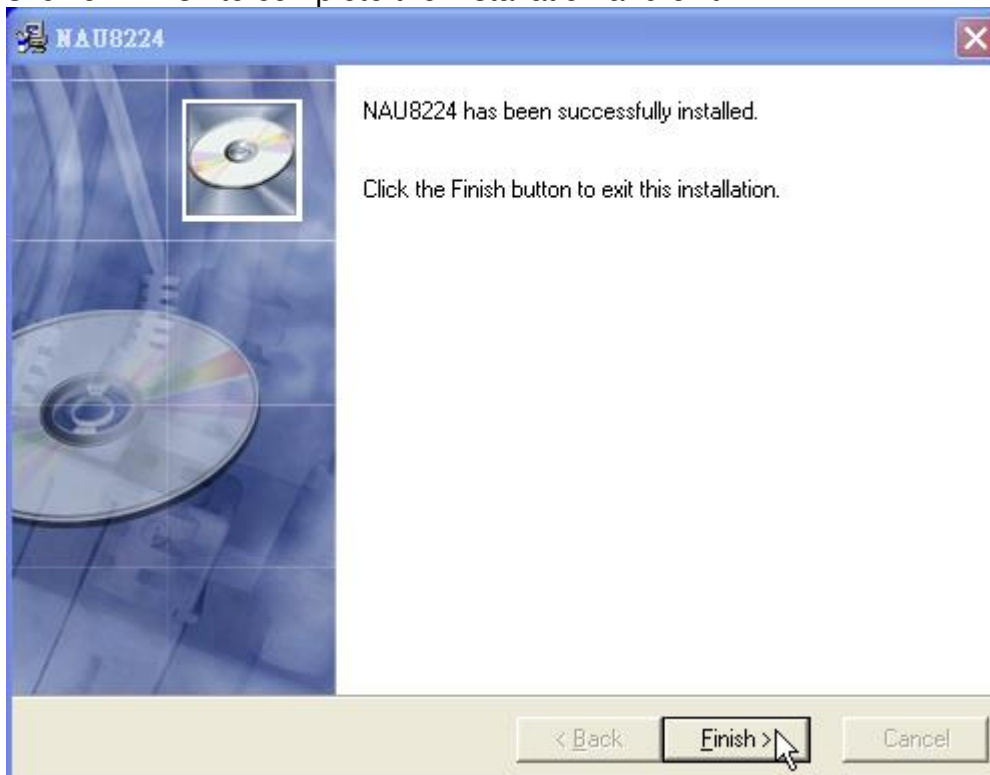 NAU8224
NAU8224 has been successfully installed.
Click the Finish button to exit this installation.
< Back
Finish >
Cancel